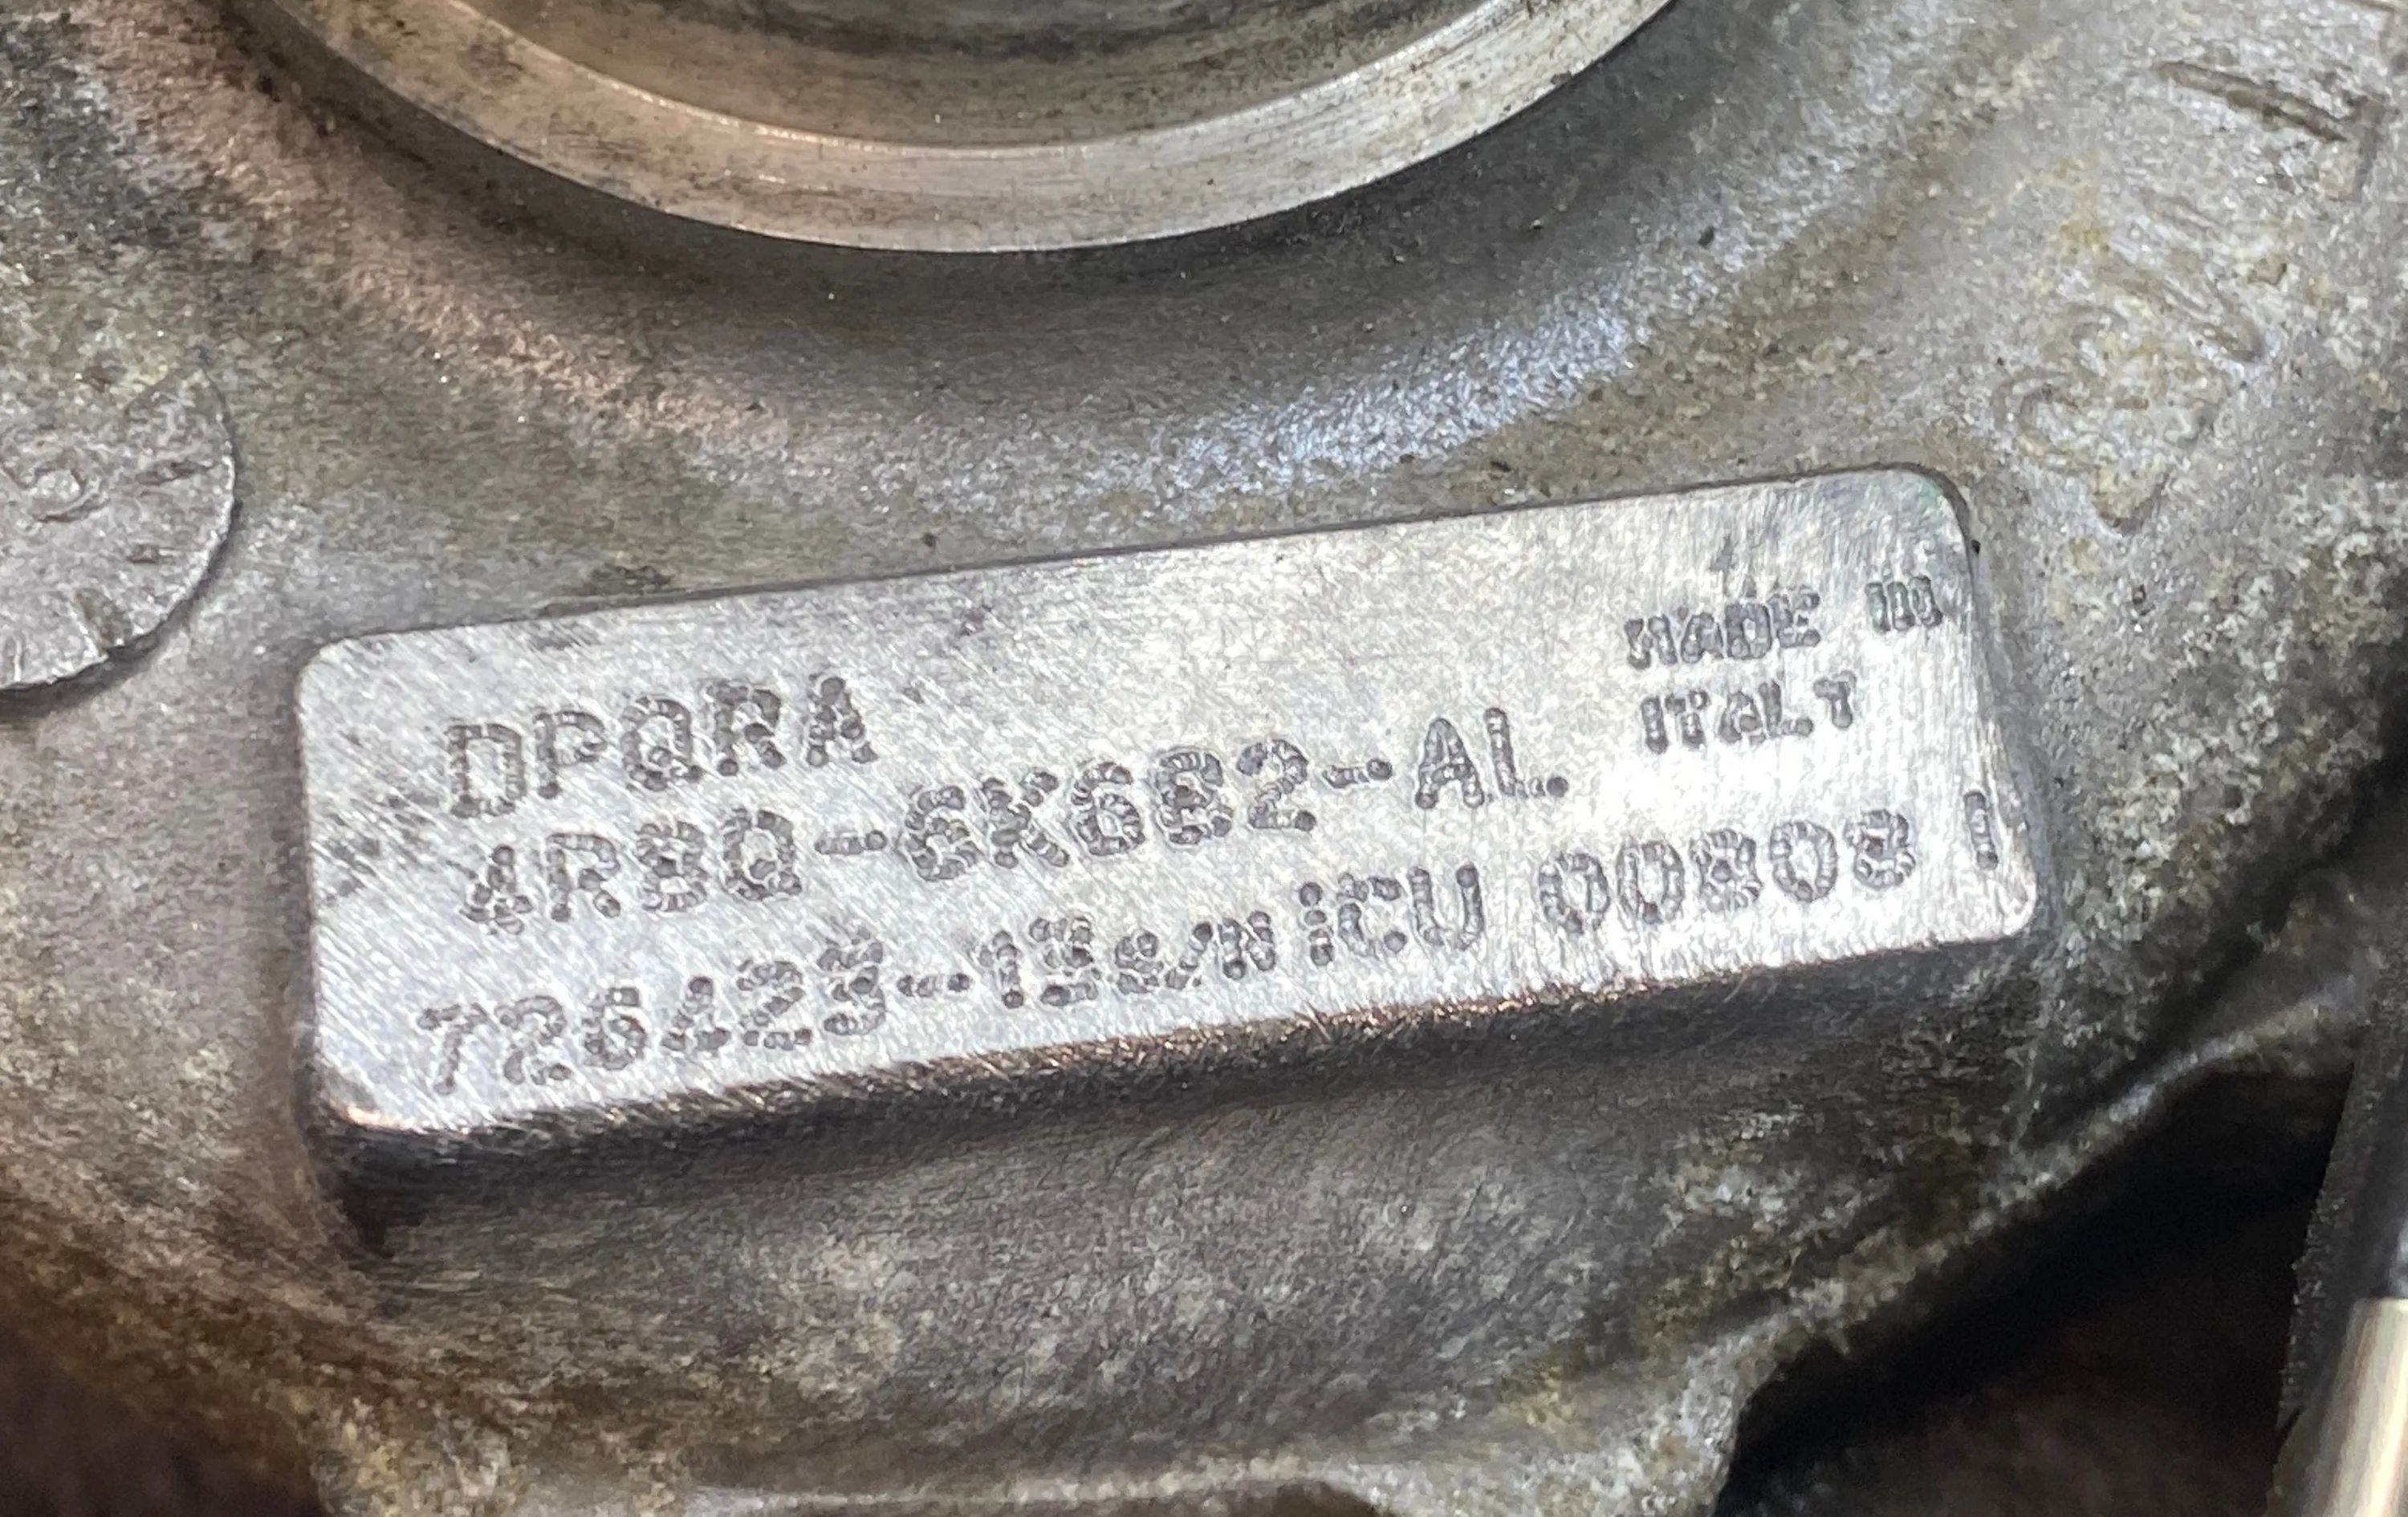 DPQRA
4R8Q-6K682-AL
MADE IN
ITALY
726423-13 S/N ICU 00808 I